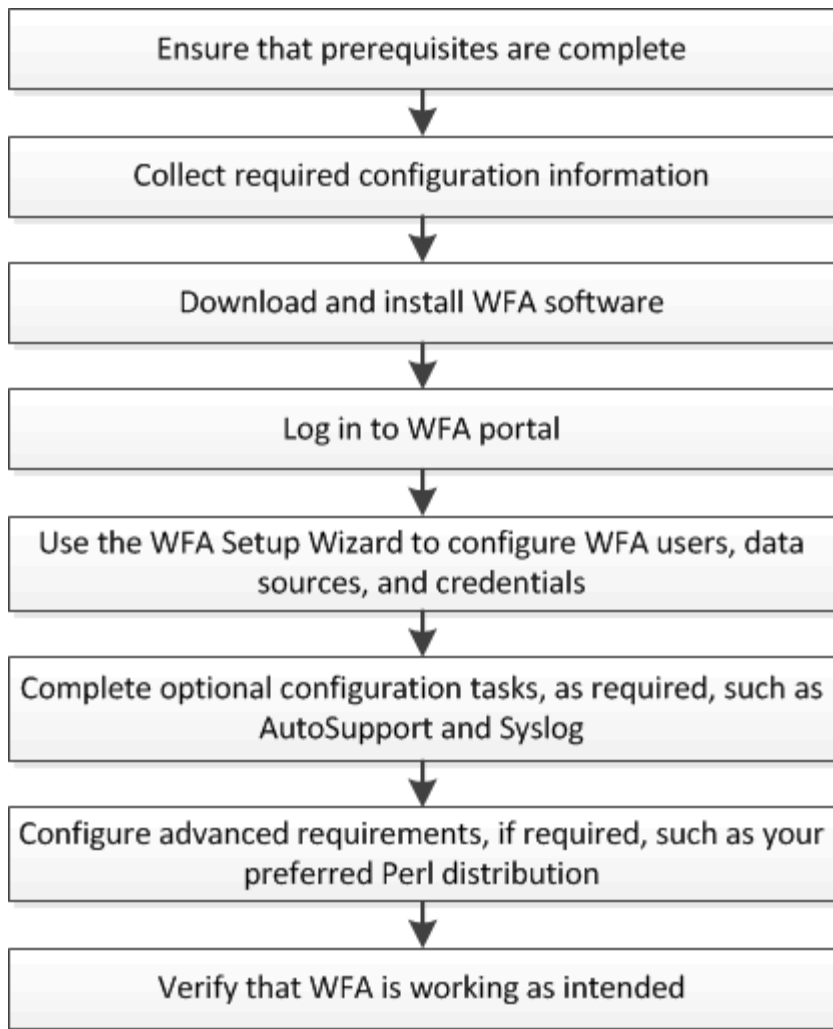 Ensure that prerequisites are complete
Collect required configuration information
Download and install WFA software
Log in to WFA portal
Use the WFA Setup Wizard to configure WFA users, data
sources, and credentials
Complete optional configuration tasks, as required, such as
AutoSupport and Syslog
Configure advanced requirements, if required, such as your
preferred Perl distribution
Verify that WFA is working as intended